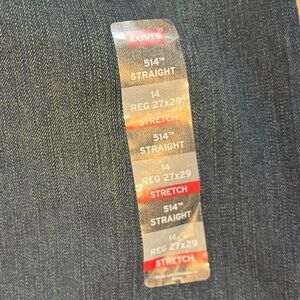 Levi's
514™
STRAIGHT
14
REG 27x29
STRETCH
514™
STRAIGHT
14
REG 27x29
STRETCH
514™
STRAIGHT
14
REG 27x29
STRETCH